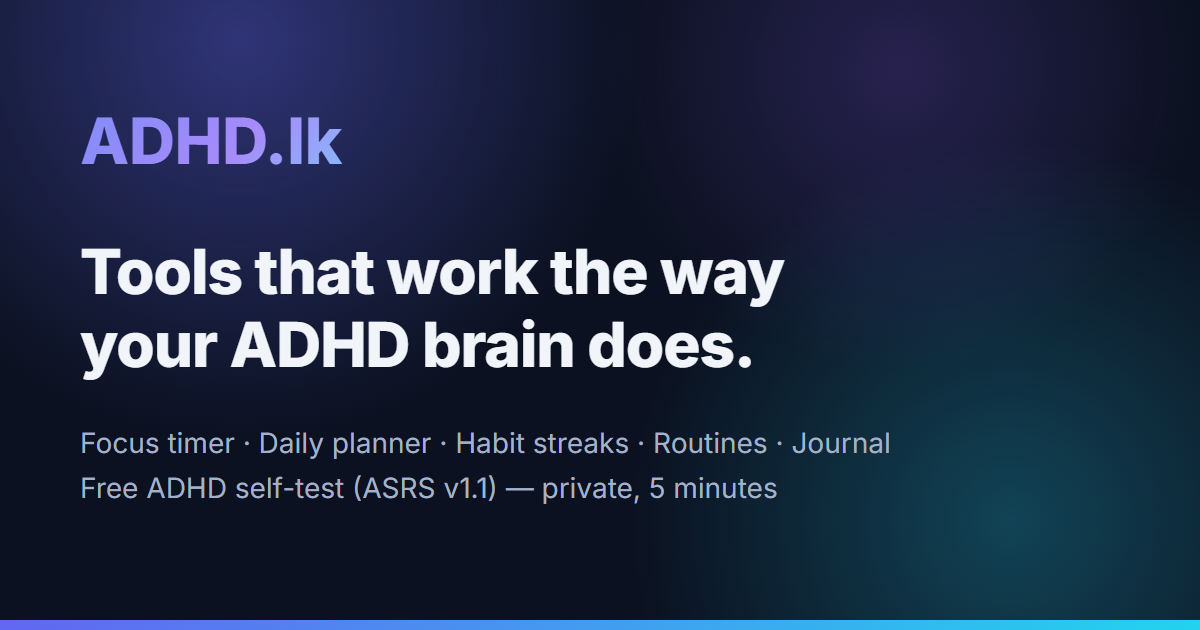 ADHD.lk
Tools that work the way
your ADHD brain does.
Focus timer · Daily planner · Habit streaks · Routines · Journal
Free ADHD self-test (ASRS v1.1) — private, 5 minutes